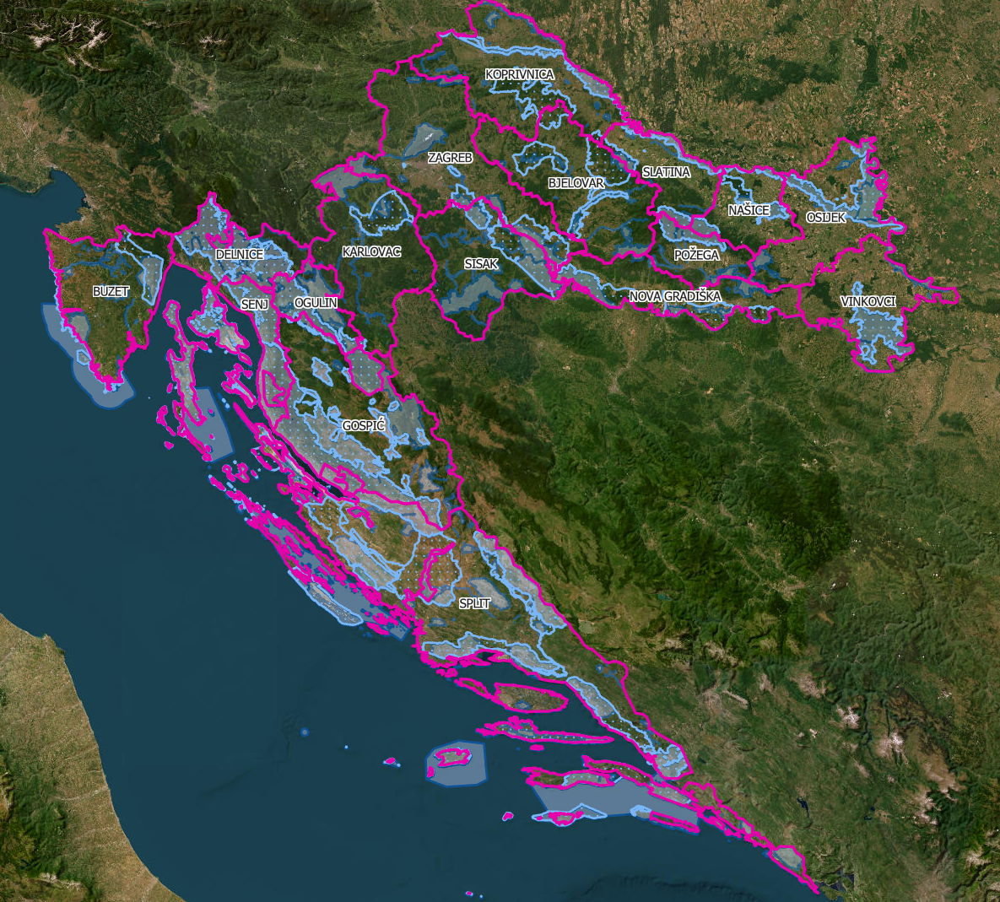 KOPRIVNICA
ZAGREB
BJELOVAR
SLATINA
NAŠICE
OSIJEK
DELNICE
KARLOVAC
SISAK
POŽEGA
BUZET
SENJ
OGULIN
NOVA GRADIŠKA
VINKOVCI
GOSPIĆ
SPLIT